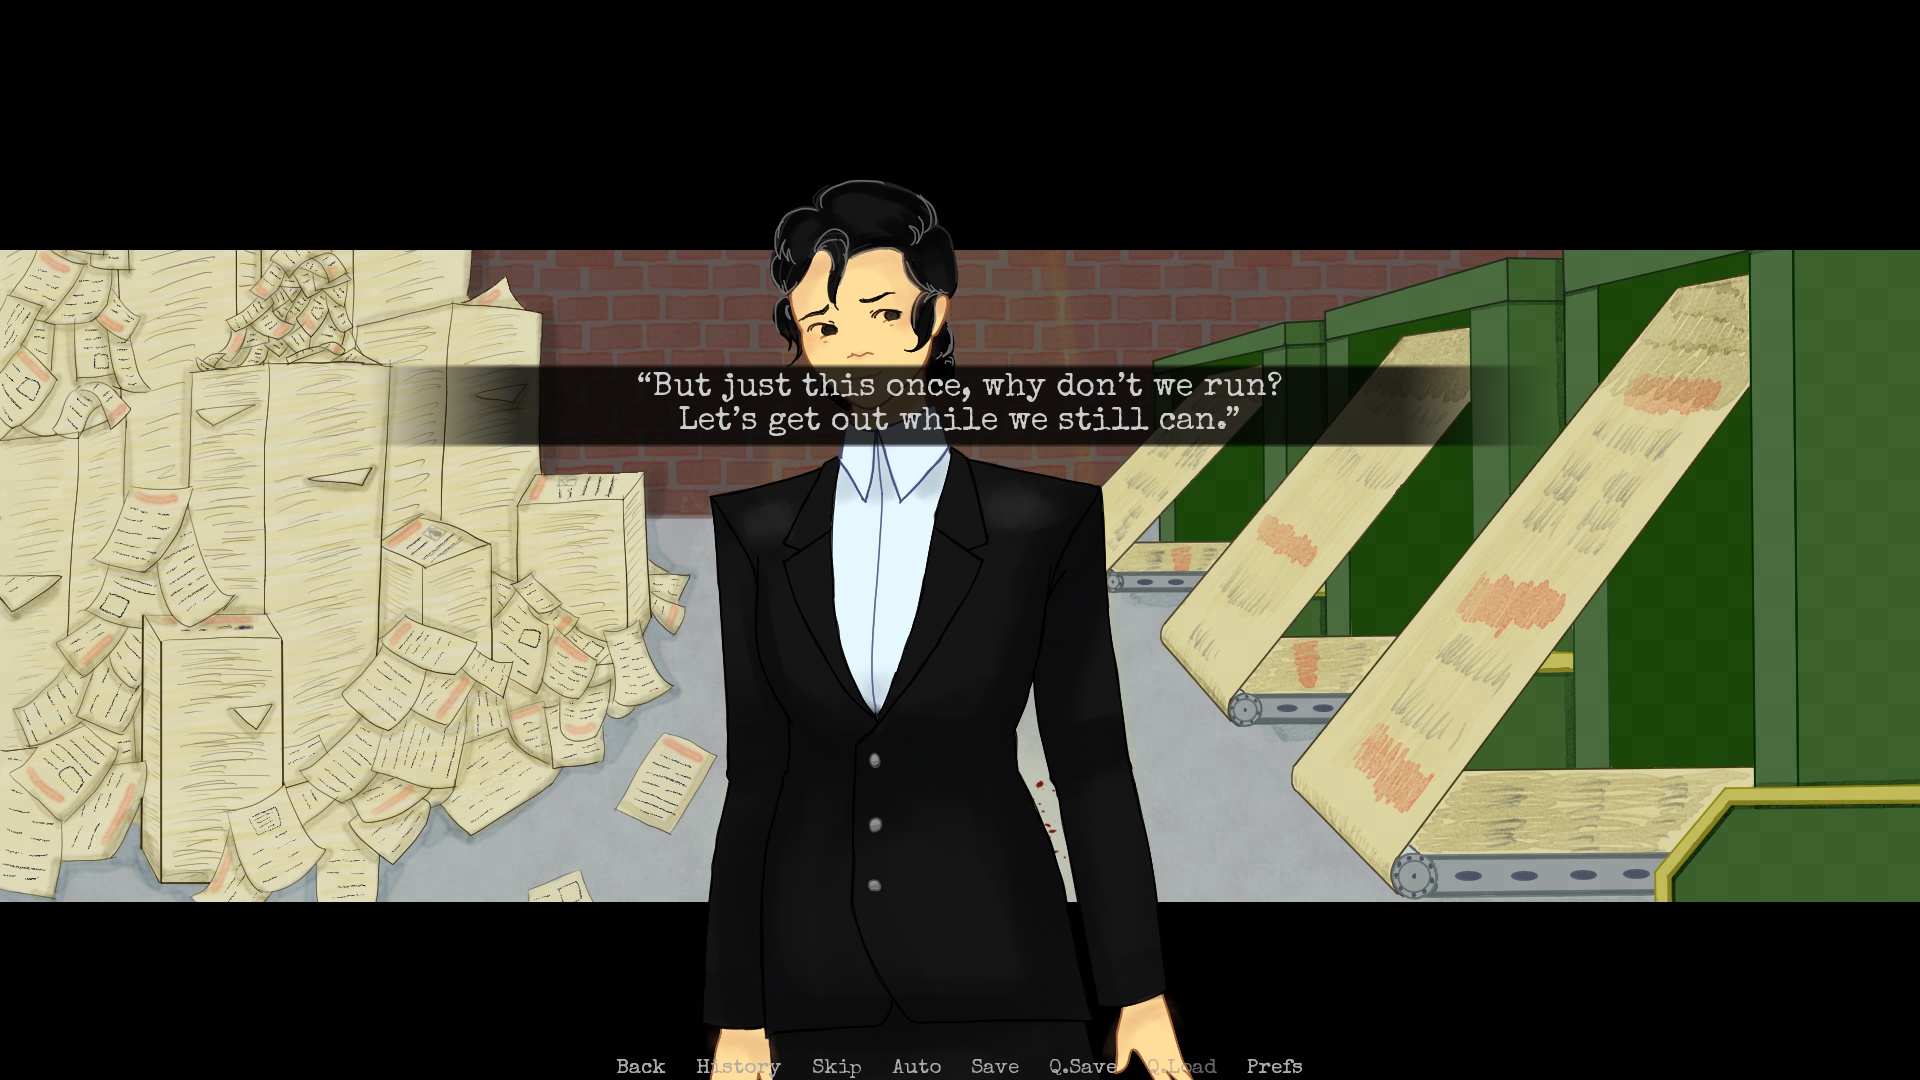 “But just this once, why don’t we run?
Let’s get out while we still can.”
Back History Skip Auto Save Q.Save Q.Load Prefs